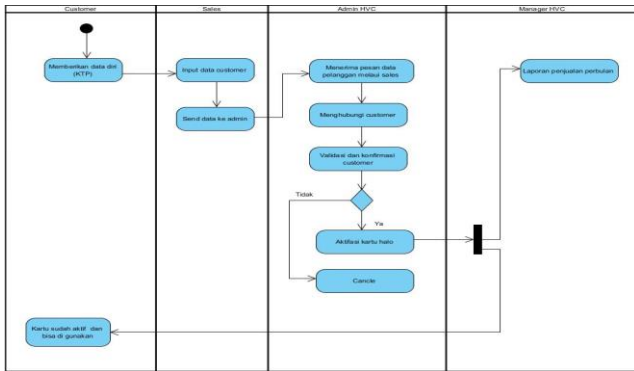 Customer
Sales
Admin HVC
Manager HVC
Memberikan data diri
(KTP)
Input data customer
Send data ke admin
Menerima pesan data
pelanggan malaui sales
Menghubungi customer
Validasi dan konfirmasi
customer
Tidak
Ya
Aktifasi kartu halo
Cancle
Laporan penjualan perbulan
Kartu sudah aktif dan
bisa di gunakan